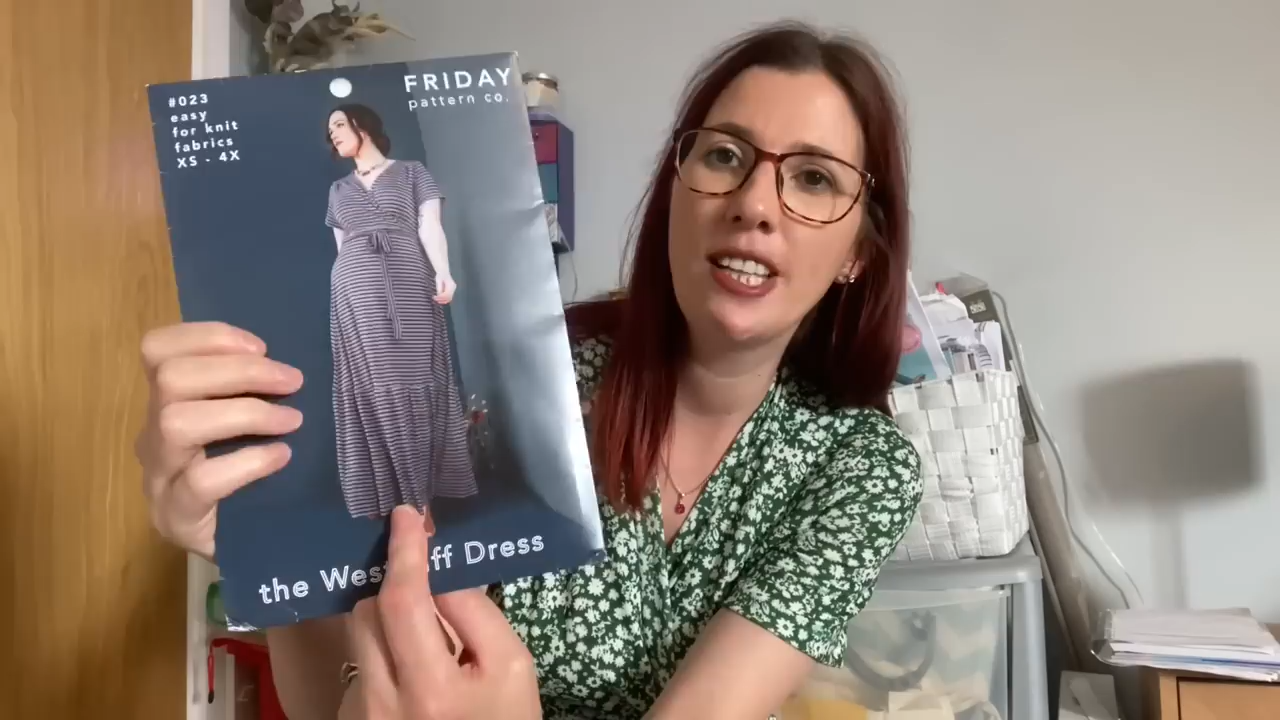 #023
easy
for knit
fabrics
XS - 4X
FRIDAY
pattern co.
the Dress